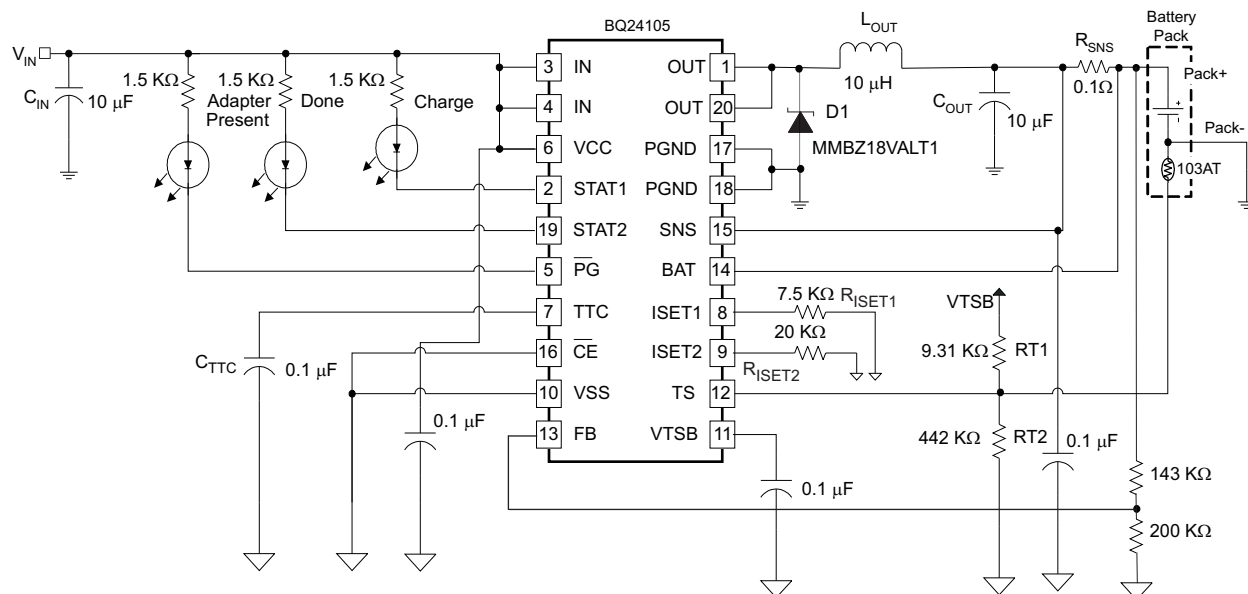 BQ24105
Battery
Pack
V_IN
C_IN
10 μF
1.5 KΩ
Adapter
Present
1.5 KΩ
Done
1.5 KΩ
Charge
3 IN
4 IN
6 VCC
2 STAT1
19 STAT2
5 P̅G̅
7 TTC
16 C̅E̅
10 VSS
13 FB
OUT 1
OUT 20
PGND 17
PGND 18
SNS 15
BAT 14
ISET1 8
ISET2 9
TS 12
VTSB 11
L_OUT
10 μH
D1
MMBZ18VALT1
C_OUT
10 μF
R_SNS
0.1Ω
Pack+
+
-
Pack-
103AT
7.5 KΩ R_ISET1
20 KΩ
R_ISET2
VTSB
9.31 KΩ RT1
442 KΩ RT2
0.1 μF
143 KΩ
200 KΩ
C_TTC
0.1 μF
0.1 μF
0.1 μF